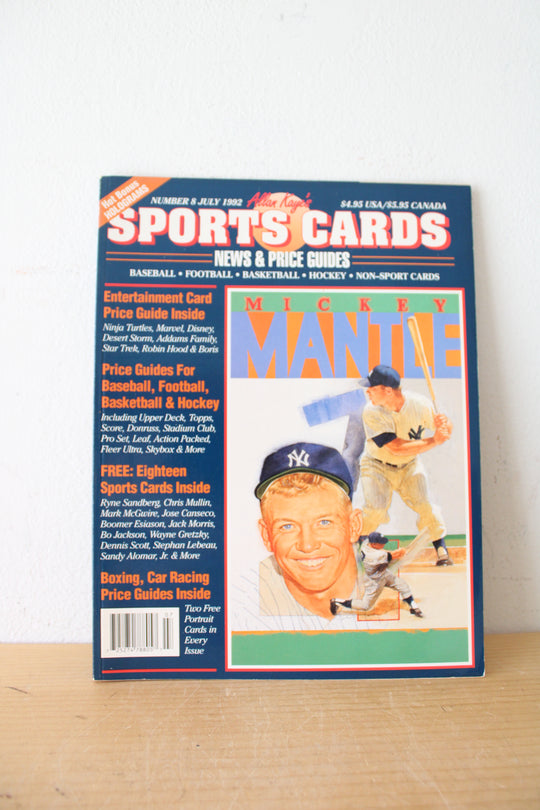 Hot Bonus
HOLOGRAMS
NUMBER 8 JULY 1992
Allan Kaye's
$4.95 USA/$5.95 CANADA
SPORTS CARDS
NEWS & PRICE GUIDES
BASEBALL • FOOTBALL • BASKETBALL • HOCKEY • NON-SPORT CARDS
Entertainment Card
Price Guide Inside
Ninja Turtles, Marvel, Disney,
Desert Storm, Addams Family,
Star Trek, Robin Hood & Boris
Price Guides For
Baseball, Football,
Basketball & Hockey
Including Upper Deck, Topps,
Score, Donruss, Stadium Club,
Pro Set, Leaf, Action Packed,
Fleer Ultra, Skybox & More
FREE: Eighteen
Sports Cards Inside
Ryne Sandberg, Chris Mullin,
Mark McGwire, Jose Canseco,
Boomer Esiason, Jack Morris,
Bo Jackson, Wayne Gretzky,
Dennis Scott, Stephan Lebeau,
Sandy Alomar, Jr. & More
Boxing, Car Racing
Price Guides Inside
Two Free
Portrait
Cards in
Every
Issue
07
MICKEY
MANTLE
7
NY